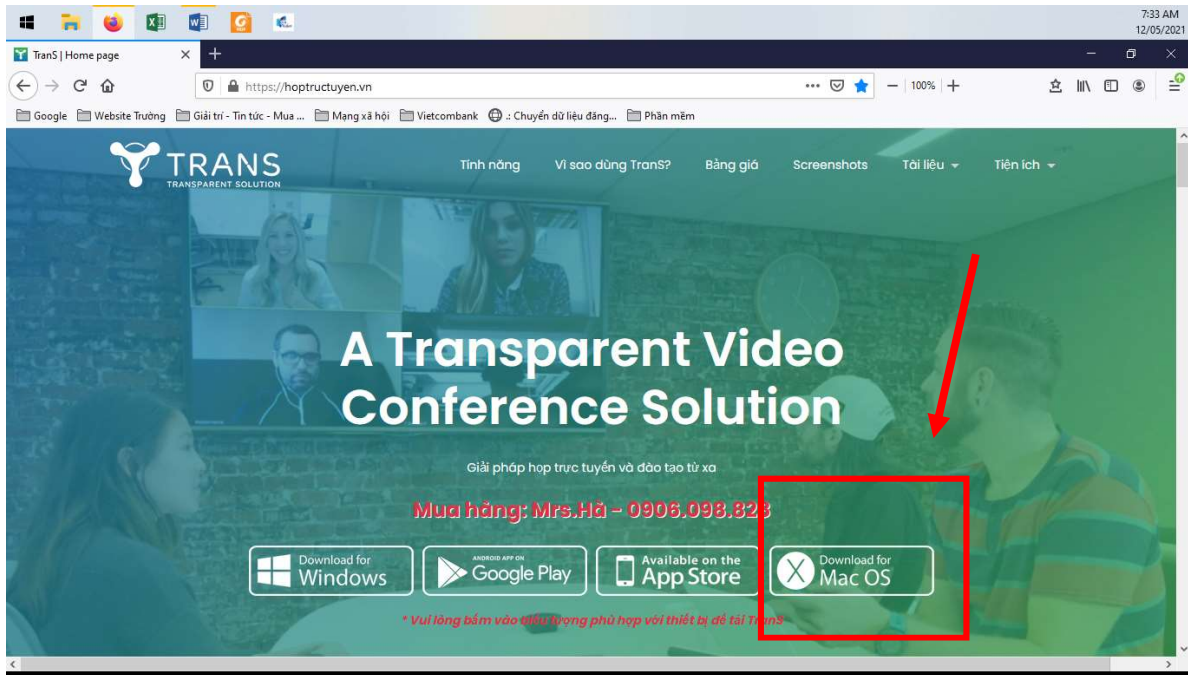 7:33 AM
12/05/2021
TranS | Home page
https://hoptructuyen.vn
100%
Google Website Trường Giải trí - Tin tức - Mua ... Mạng xã hội Vietcombank .: Chuyển dữ liệu đăng... Phần mềm
TRANS
TRANSPARENT SOLUTION
Tính năng Vì sao dùng TranS? Bảng giá Screenshots Tài liệu Tiện ích
A Transparent Video
Conference Solution
Giải pháp họp trực tuyến và đào tạo từ xa
Mua hàng: Mrs.Hà - 0906.098.828
Download for
Windows
ANDROID APP ON
Google Play
Available on the
App Store
Download for
Mac OS
* Vui lòng bấm vào biểu tượng phù hợp với thiết bị để tải TranS